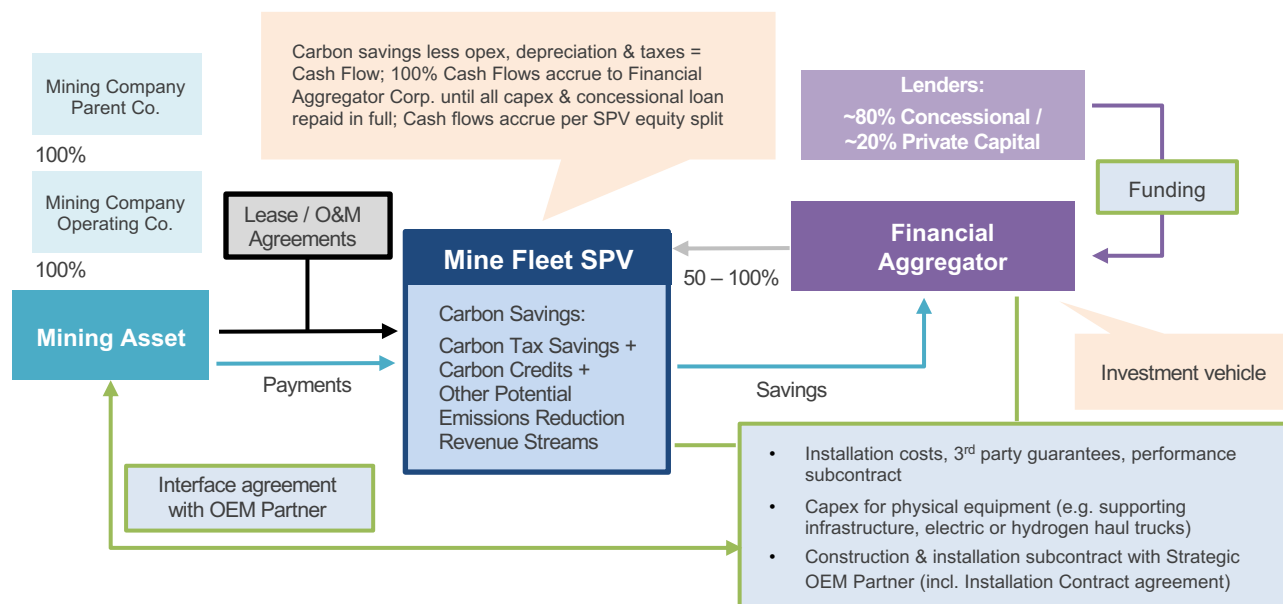 Mining Company
Parent Co.
100%
Mining Company
Operating Co.
100%
Mining Asset
Carbon savings less opex, depreciation & taxes =
Cash Flow; 100% Cash Flows accrue to Financial
Aggregator Corp. until all capex & concessional loan
repaid in full; Cash flows accrue per SPV equity split
Lenders:
~80% Concessional /
~20% Private Capital
Funding
Lease / O&M
Agreements
Mine Fleet SPV
Carbon Savings:
Carbon Tax Savings +
Carbon Credits +
Other Potential
Emissions Reduction
Revenue Streams
50 – 100%
Financial
Aggregator
Payments
Savings
Investment vehicle
Interface agreement
with OEM Partner
• Installation costs, 3rd party guarantees, performance
subcontract
• Capex for physical equipment (e.g. supporting
infrastructure, electric or hydrogen haul trucks)
• Construction & installation subcontract with Strategic
OEM Partner (incl. Installation Contract agreement)